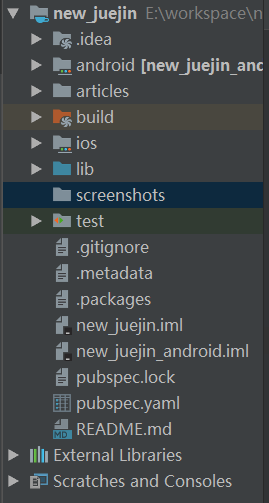 new_juejin E:\workspace\n
.idea
android [new_juejin_and
articles
build
ios
lib
screenshots
test
.gitignore
.metadata
.packages
new_juejin.iml
new_juejin_android.iml
pubspec.lock
pubspec.yaml
MD README.md
External Libraries
Scratches and Consoles